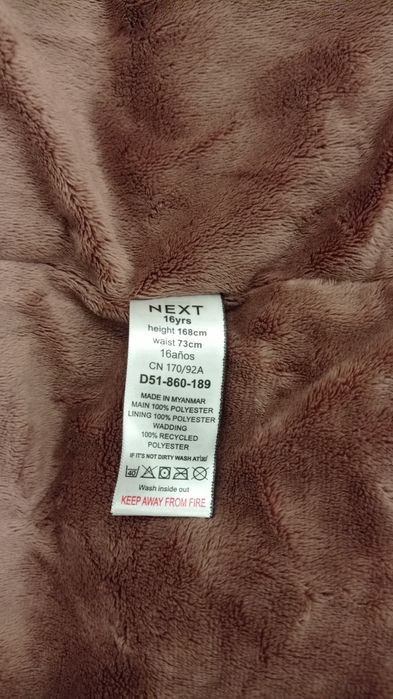 NEXT
16yrs
height 168cm
waist 73cm
16años
CN 170/92A
D51-860-189
MADE IN MYANMAR
MAIN 100% POLYESTER
LINING 100% POLYESTER
WADDING
100% RECYCLED
POLYESTER
IF IT'S NOT DIRTY WASH AT 30
40
Wash inside out
KEEP AWAY FROM FIRE